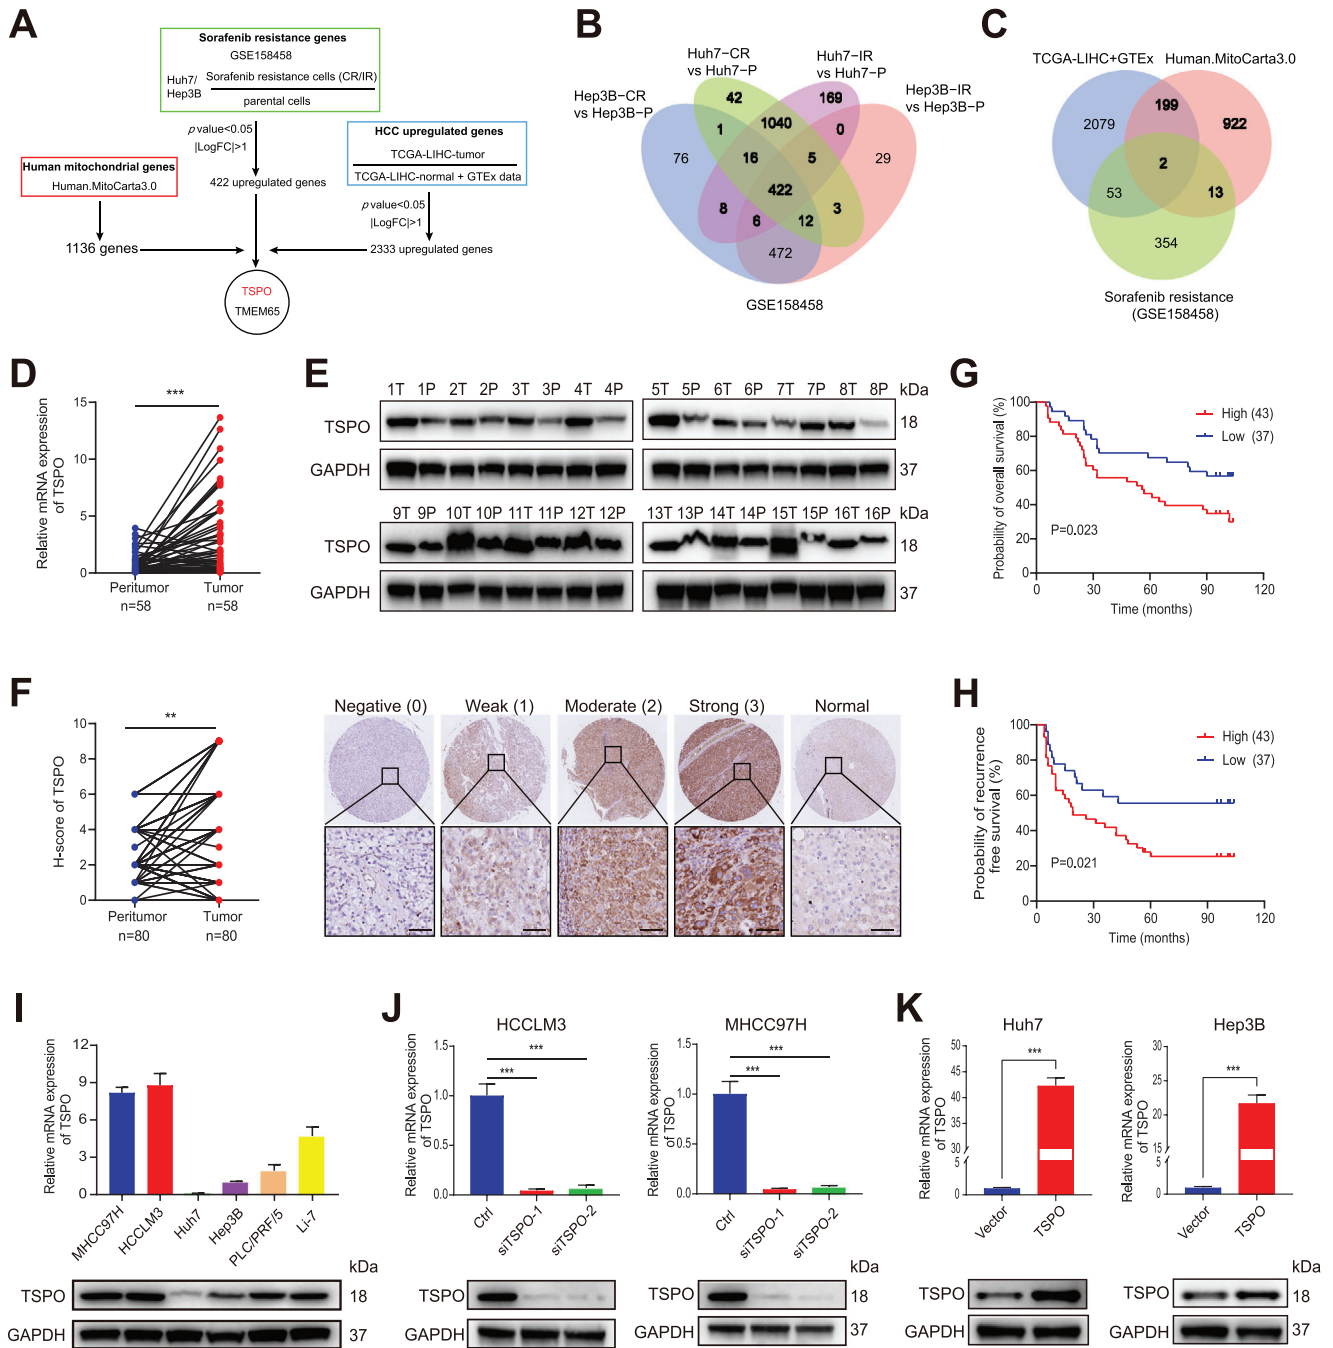 A
Sorafenib resistance genes
GSE158458
Huh7/
Hep3B
Sorafenib resistance cells (CR/IR)
parental cells
p value<0.05
|LogFC|>1
HCC upregulated genes
TCGA-LIHC-tumor
TCGA-LIHC-normal + GTEx data
Human mitochondrial genes
Human.MitoCarta3.0
422 upregulated genes
p value<0.05
|LogFC|>1
1136 genes
2333 upregulated genes
TSPO
TMEM65
B
Huh7−CR
vs Huh7−P
Huh7−IR
vs Huh7−P
Hep3B−CR
vs Hep3B−P
Hep3B−IR
vs Hep3B−P
42
169
1
1040
0
76
16
5
29
422
8
6
12
3
472
GSE158458
C
TCGA-LIHC+GTEx
Human.MitoCarta3.0
199
2079
922
2
53
13
354
Sorafenib resistance
(GSE158458)
D
Relative mRNA expression
of TSPO
***
15
10
5
0
Peritumor
n=58
Tumor
n=58
E
1T 1P 2T 2P 3T 3P 4T 4P
5T 5P 6T 6P 7T 7P 8T 8P
kDa
TSPO
18
GAPDH
37
9T 9P 10T 10P 11T 11P 12T 12P
13T 13P 14T 14P 15T 15P 16T 16P
kDa
TSPO
18
GAPDH
37
G
Probability of overall survival (%)
100
80
60
40
20
0
High (43)
Low (37)
P=0.023
0 30 60 90 120
Time (months)
F
H-score of TSPO
**
10
8
6
4
2
0
Peritumor
n=80
Tumor
n=80
Negative (0)
Weak (1)
Moderate (2)
Strong (3)
Normal
H
Probability of recurrence
free survival (%)
100
80
60
40
20
0
High (43)
Low (37)
P=0.021
0 30 60 90 120
Time (months)
I
Relative mRNA expression
of TSPO
12
9
6
3
0
MHCC97H
HCCLM3
Huh7
Hep3B
PLC/PRF/5
Li-7
kDa
TSPO
18
GAPDH
37
J
HCCLM3
Relative mRNA expression
of TSPO
1.5
1.0
0.5
0.0
***
***
Ctrl
siTSPO-1
siTSPO-2
TSPO
GAPDH
MHCC97H
Relative mRNA expression
of TSPO
1.5
1.0
0.5
0.0
***
***
Ctrl
siTSPO-1
siTSPO-2
kDa
TSPO
18
GAPDH
37
K
Huh7
Relative mRNA expression
of TSPO
50
45
40
35
30
5
0
***
Vector
TSPO
TSPO
GAPDH
Hep3B
Relative mRNA expression
of TSPO
30
25
20
15
5
0
***
Vector
TSPO
kDa
TSPO
18
GAPDH
37